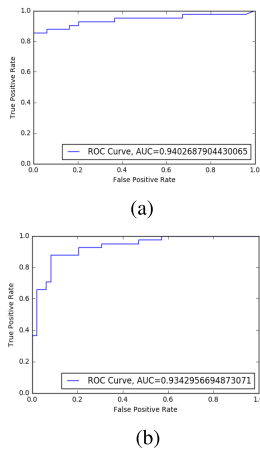 1.0
0.8
0.6
0.4
0.2
0.0
True Positive Rate
ROC Curve, AUC=0.9402687904430065
0.0 0.2 0.4 0.6 0.8 1.0
False Positive Rate
(a)
1.0
0.8
0.6
0.4
0.2
0.0
True Positive Rate
ROC Curve, AUC=0.9342956694873071
0.0 0.2 0.4 0.6 0.8 1.0
False Positive Rate
(b)